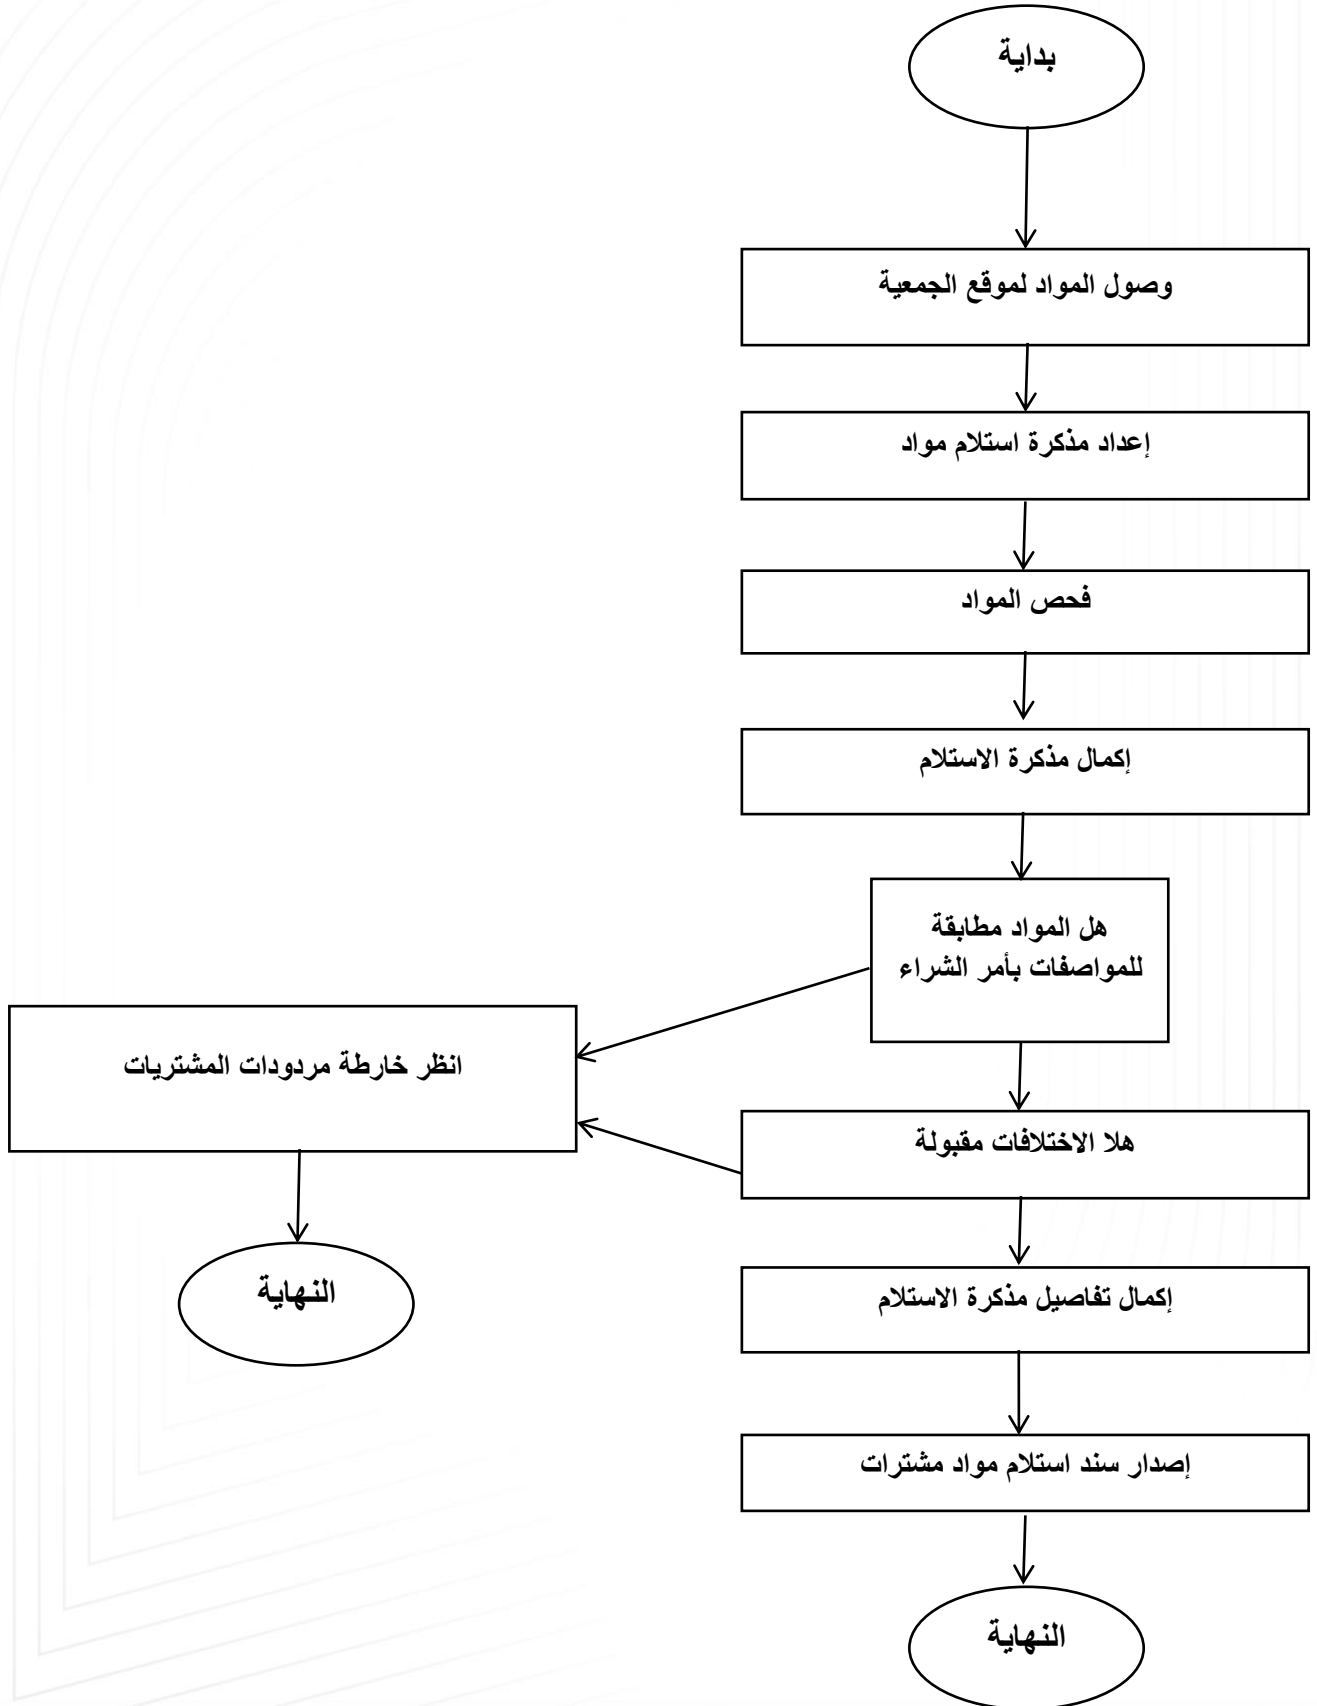 بداية
وصول المواد لموقع الجمعية
إعداد مذكرة استلام مواد
فحص المواد
إكمال مذكرة الاستلام
هل المواد مطابقة
للمواصفات بأمر الشراء
انظر خارطة مردودات المشتريات
هلا الاختلافات مقبولة
النهاية
إكمال تفاصيل مذكرة الاستلام
إصدار سند استلام مواد مشترات
النهاية